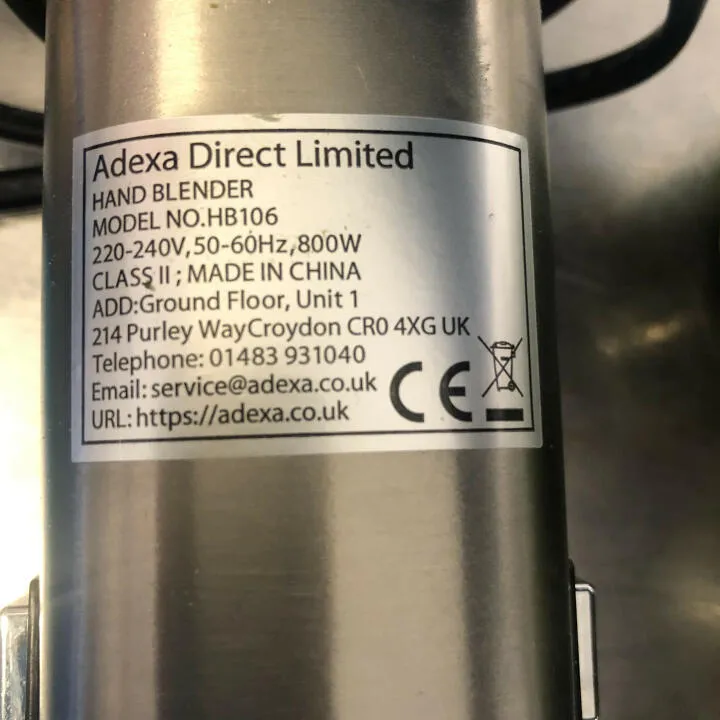 Adexa Direct Limited
HAND BLENDER
MODEL NO.HB106
220-240V,50-60Hz,800W
CLASS II ; MADE IN CHINA
ADD:Ground Floor, Unit 1
214 Purley WayCroydon CR0 4XG UK
Telephone: 01483 931040
Email: service@adexa.co.uk
URL: https://adexa.co.uk
CE